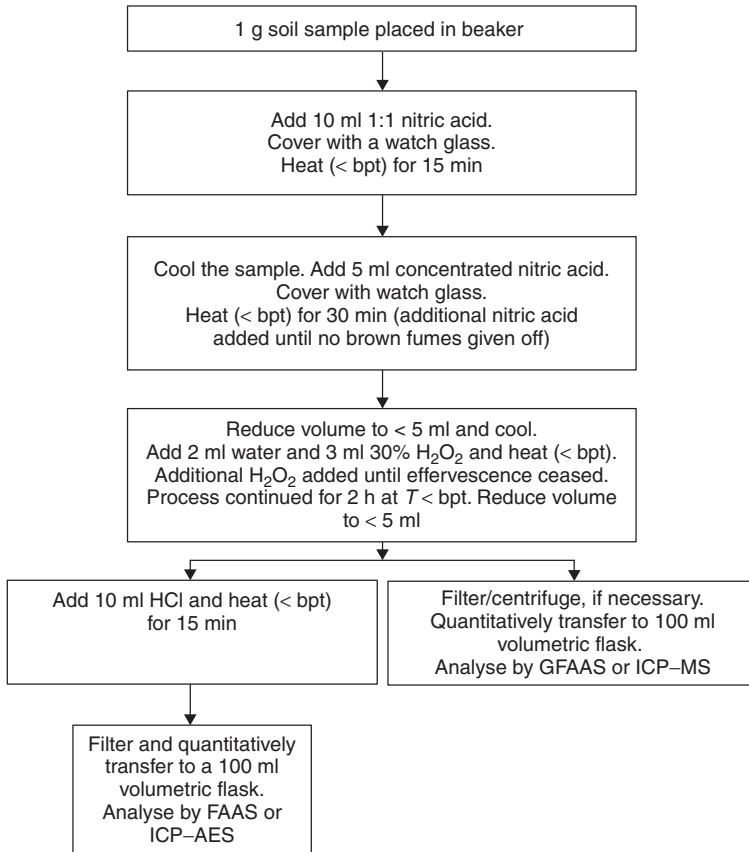 1 g soil sample placed in beaker
Add 10 ml 1:1 nitric acid.
Cover with a watch glass.
Heat (< bpt) for 15 min
Cool the sample. Add 5 ml concentrated nitric acid.
Cover with watch glass.
Heat (< bpt) for 30 min (additional nitric acid
added until no brown fumes given off)
Reduce volume to < 5 ml and cool.
Add 2 ml water and 3 ml 30% H₂O₂ and heat (< bpt).
Additional H₂O₂ added until effervescence ceased.
Process continued for 2 h at T < bpt. Reduce volume
to < 5 ml
Add 10 ml HCl and heat (< bpt)
for 15 min
Filter/centrifuge, if necessary.
Quantitatively transfer to 100 ml
volumetric flask.
Analyse by GFAAS or ICP–MS
Filter and quantitatively
transfer to a 100 ml
volumetric flask.
Analyse by FAAS or
ICP–AES